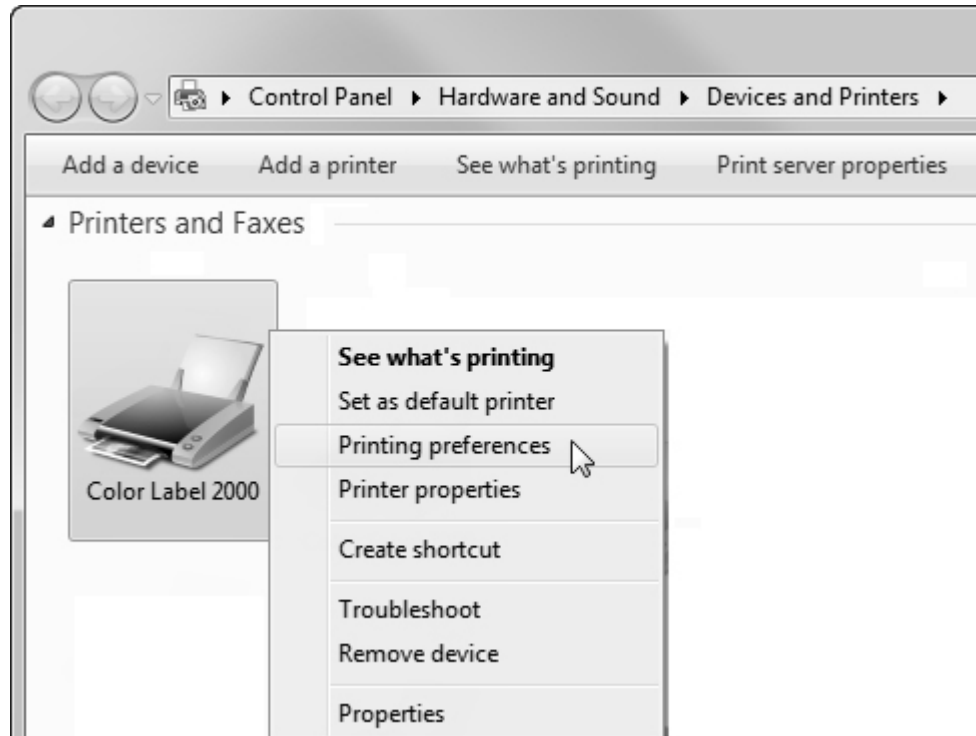 Control Panel Hardware and Sound Devices and Printers
Add a device Add a printer See what's printing Print server properties
Printers and Faxes
Color Label 2000
See what's printing
Set as default printer
Printing preferences
Printer properties
Create shortcut
Troubleshoot
Remove device
Properties